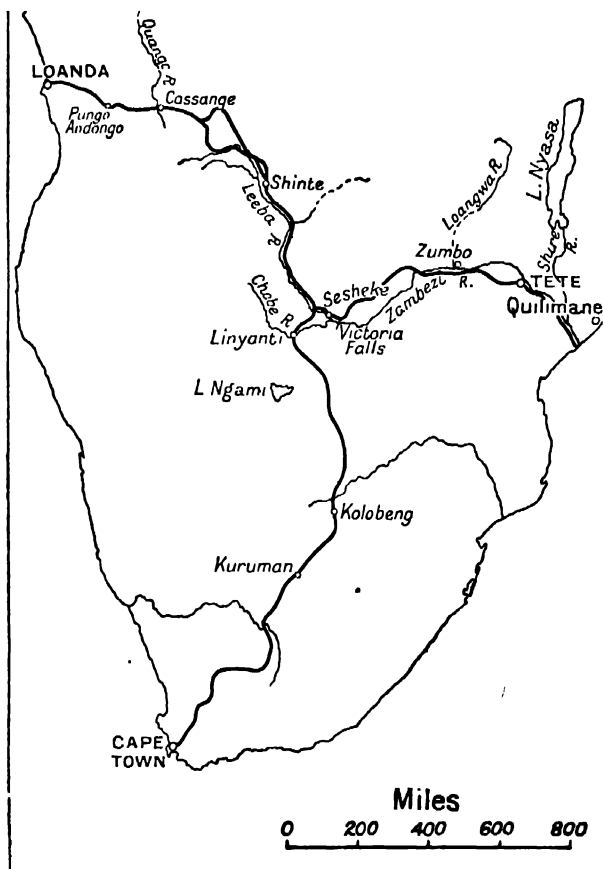 Quango R.
LOANDA
Pungo
Andongo
Cassange
Shinte
Leeba
R.
Loangwa R.
L. Nyasa
Shire
R.
Zumbo
TETE
Quilimane
Sesheke
Zambezi
R.
Chobe R.
Linyanti
Victoria
Falls
L Ngami
Kolobeng
Kuruman
CAPE
TOWN
Miles
0 200 400 600 800